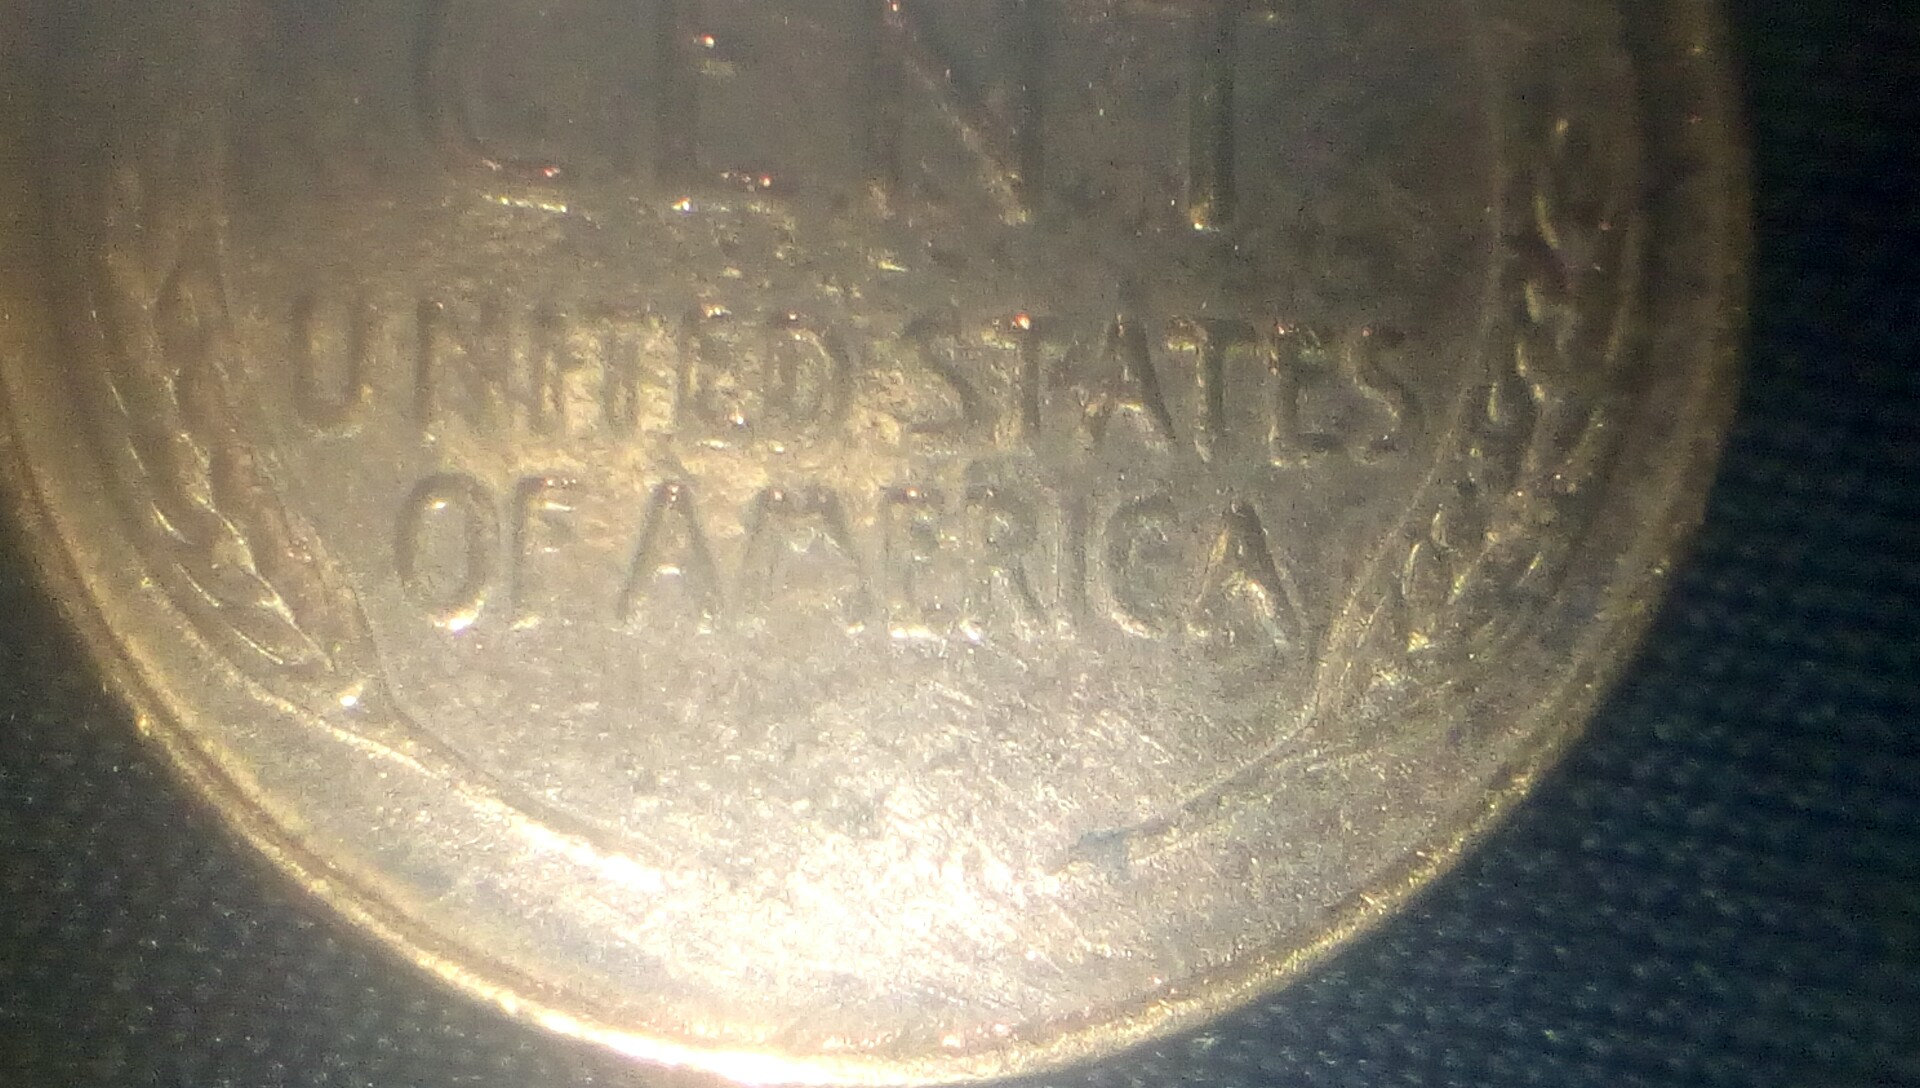 CENT
UNITED STATES
OF AMERICA